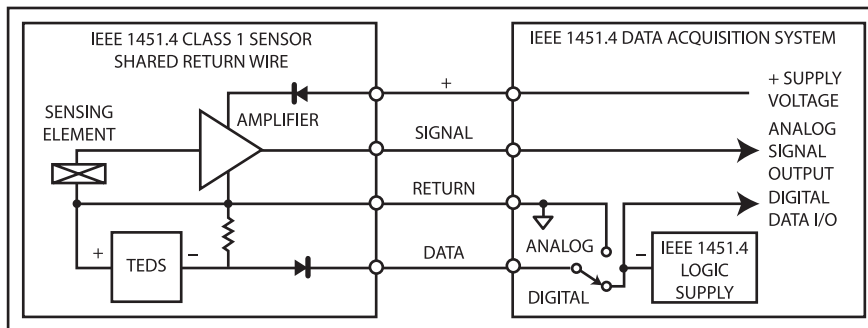 IEEE 1451.4 CLASS 1 SENSOR
SHARED RETURN WIRE
IEEE 1451.4 DATA ACQUISITION SYSTEM
+
+ SUPPLY
VOLTAGE
SENSING
ELEMENT
AMPLIFIER
SIGNAL
ANALOG
SIGNAL
OUTPUT
RETURN
DIGITAL
DATA I/O
+
TEDS
–
DATA
ANALOG
DIGITAL
–
IEEE 1451.4
LOGIC
SUPPLY